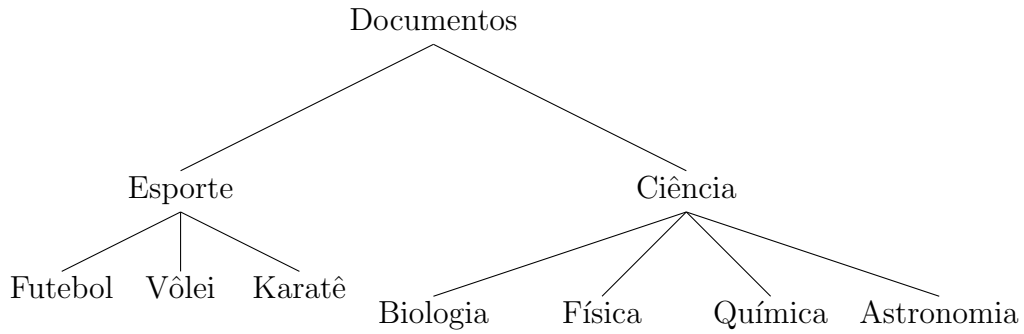 Documentos
Esporte Ciência
Futebol Vôlei Karatê
Biologia Física Química Astronomia